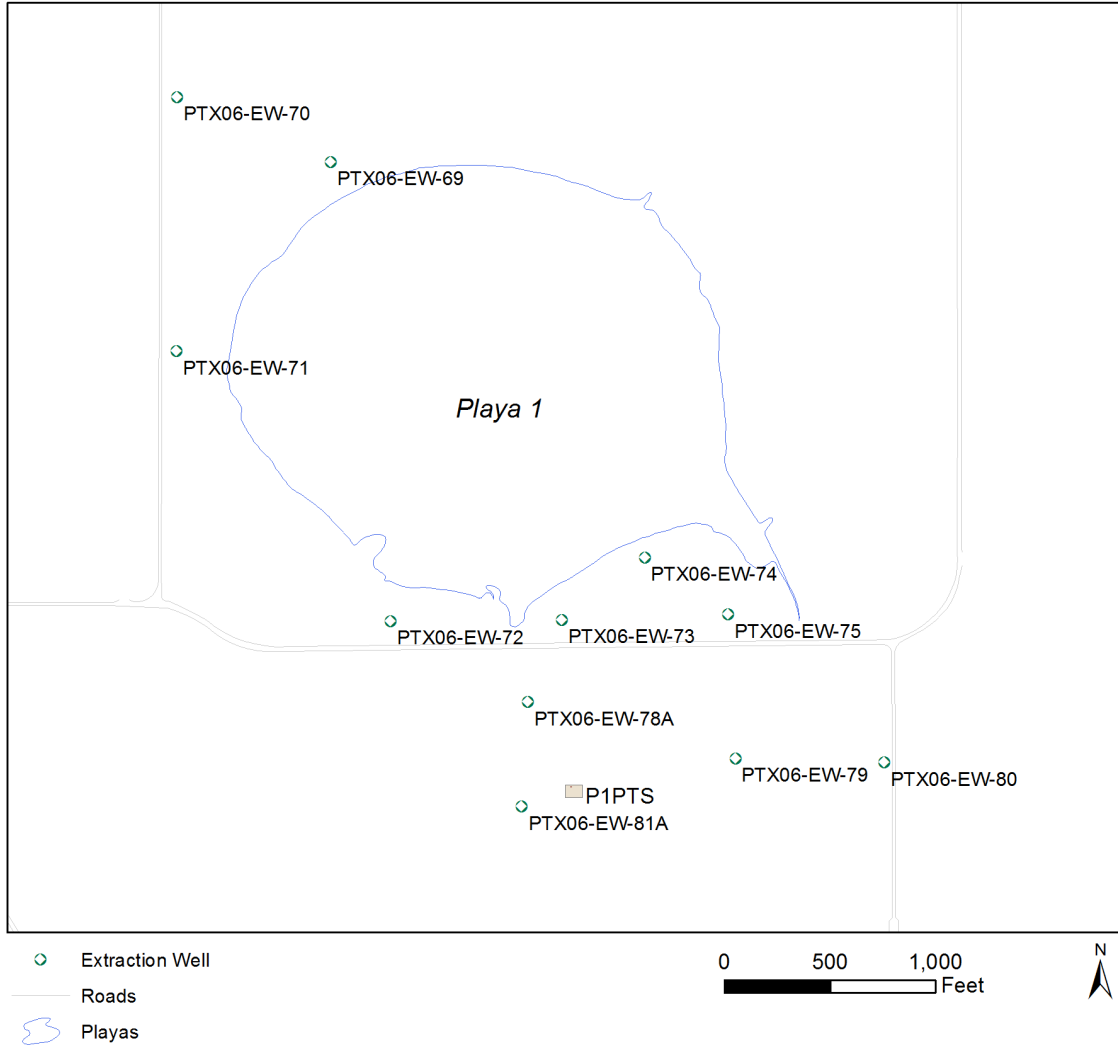 PTX06-EW-70
PTX06-EW-69
PTX06-EW-71
Playa 1
PTX06-EW-74
PTX06-EW-72
PTX06-EW-73
PTX06-EW-75
PTX06-EW-78A
PTX06-EW-79
PTX06-EW-80
P1PTS
PTX06-EW-81A
Extraction Well
Roads
Playas
0 500 1,000
Feet
N